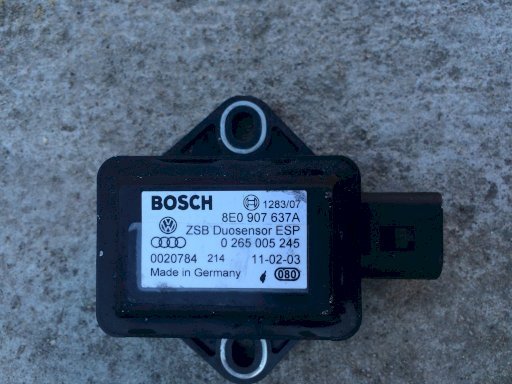 BOSCH 1283/07
8E0 907 637A
ZSB Duosensor ESP
0 265 005 245
0020784 214 11-02-03
Made in Germany 080